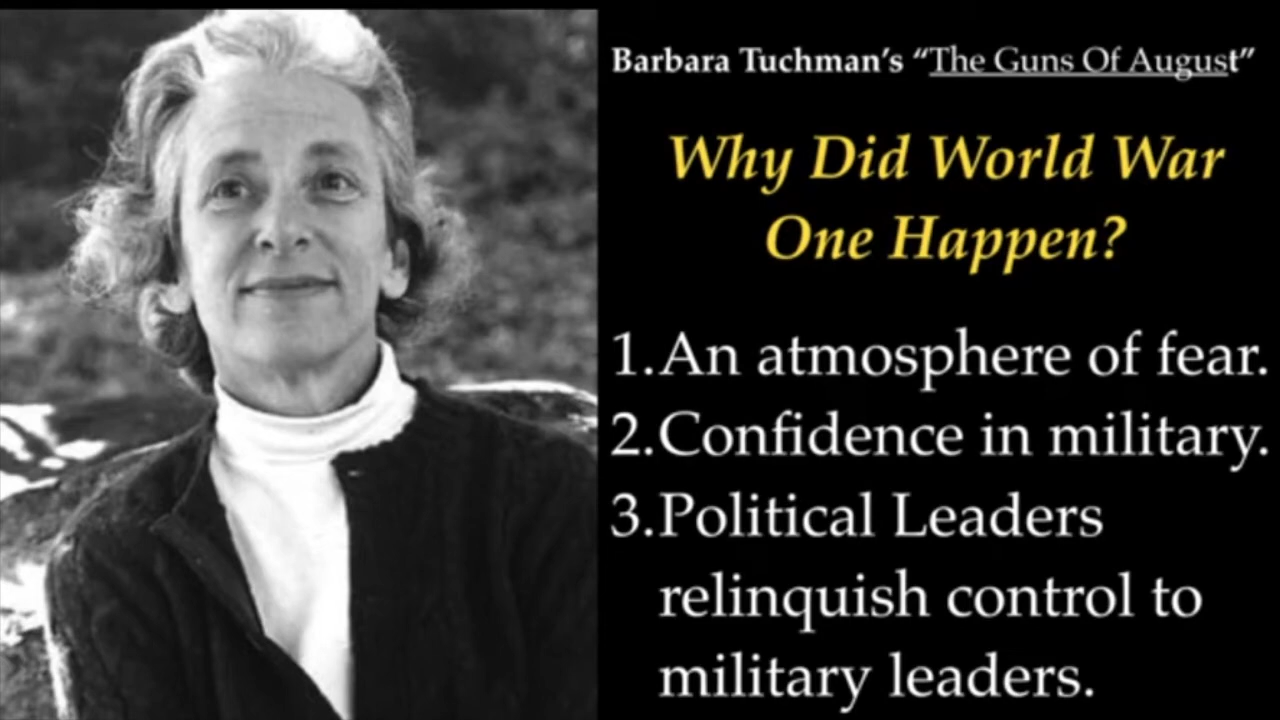 Barbara Tuchman's “The Guns Of August”
Why Did World War
One Happen?
1.An atmosphere of fear.
2.Confidence in military.
3.Political Leaders
relinquish control to
military leaders.